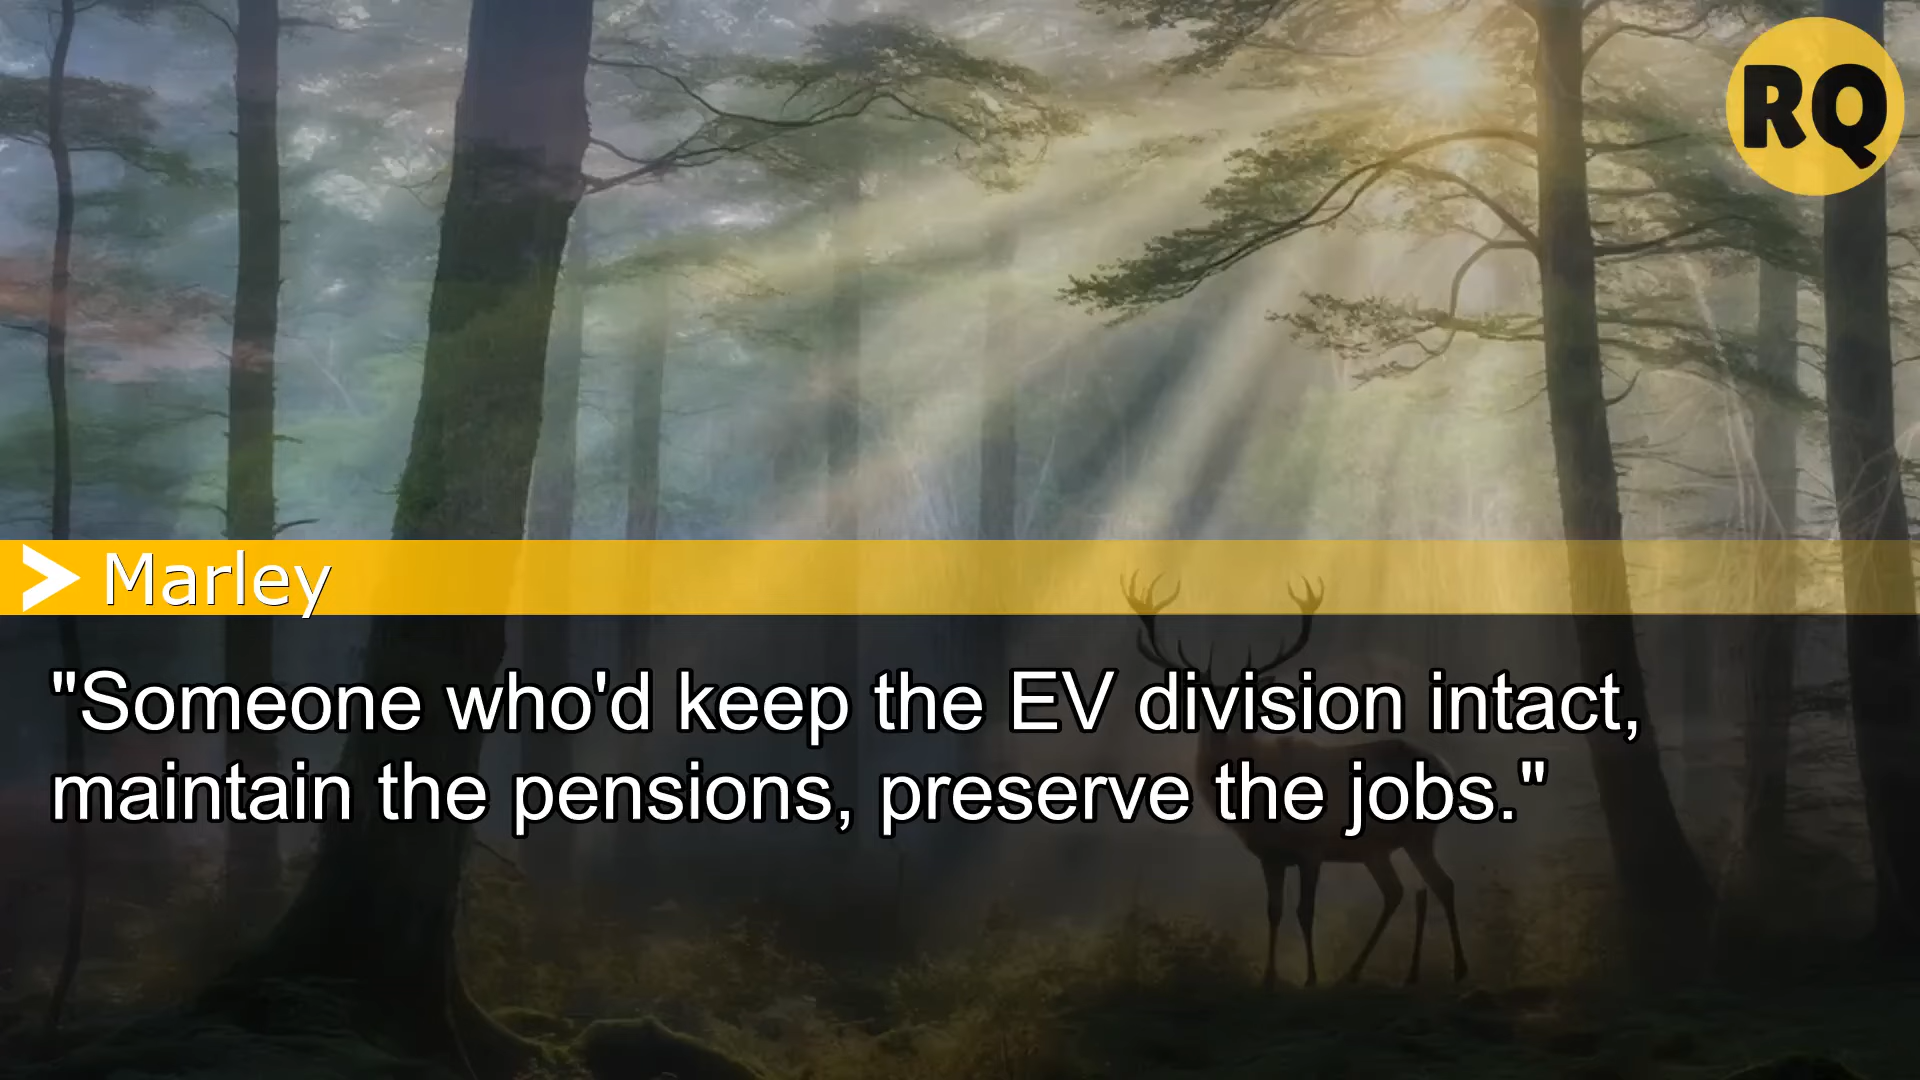 RQ
Marley
"Someone who'd keep the EV division intact,
maintain the pensions, preserve the jobs."